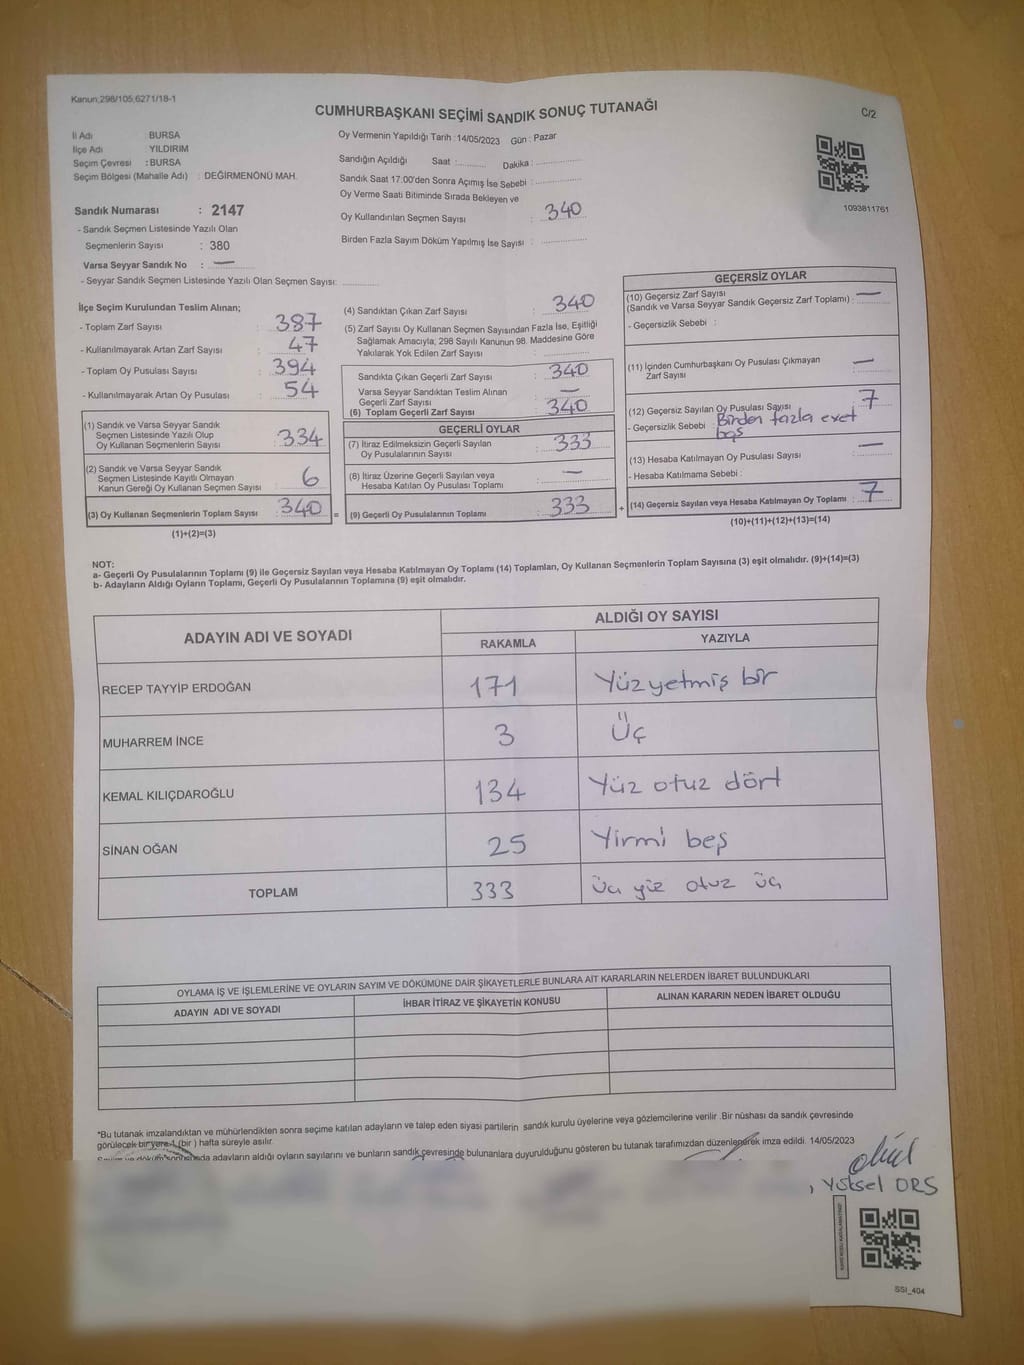 Kanun;298/105,6271/18-1
CUMHURBAŞKANI SEÇİMİ SANDIK SONUÇ TUTANAĞI
C/2
İl Adı : BURSA
İlçe Adı : YILDIRIM
Seçim Çevresi : BURSA
Seçim Bölgesi (Mahalle Adı) : DEĞİRMENÖNÜ MAH.
Sandık Numarası : 2147
- Sandık Seçmen Listesinde Yazılı Olan
Seçmenlerin Sayısı : 380
Varsa Seyyar Sandık No : —
- Seyyar Sandık Seçmen Listesinde Yazılı Olan Seçmen Sayısı:
Oy Vermenin Yapıldığı Tarih : 14/05/2023 Gün : Pazar
Sandığın Açıldığı Saat : Dakika :
Sandık Saat 17:00'den Sonra Açımış İse Sebebi :
Oy Verme Saati Bitiminde Sırada Bekleyen ve
Oy Kullandırılan Seçmen Sayısı : 340
Birden Fazla Sayım Döküm Yapılmış İse Sayısı :
1093811761
İlçe Seçim Kurulundan Teslim Alınan;
- Toplam Zarf Sayısı : 387
- Kullanılmayarak Artan Zarf Sayısı : 47
- Toplam Oy Pusulası Sayısı : 394
- Kullanılmayarak Artan Oy Pusulası : 54
(1) Sandık ve Varsa Seyyar Sandık
Seçmen Listesinde Yazılı Olup
Oy Kullanan Seçmenlerin Sayısı : 334
(2) Sandık ve Varsa Seyyar Sandık
Seçmen Listesinde Kayıtlı Olmayan
Kanun Gereği Oy Kullanan Seçmen Sayısı : 6
(3) Oy Kullanan Seçmenlerin Toplam Sayısı : 340 =
(1)+(2)=(3)
(4) Sandıktan Çıkan Zarf Sayısı : 340
(5) Zarf Sayısı Oy Kullanan Seçmen Sayısından Fazla İse, Eşitliği
Sağlamak Amacıyla, 298 Sayılı Kanunun 98. Maddesine Göre
Yakılarak Yok Edilen Zarf Sayısı :
Sandıkta Çıkan Geçerli Zarf Sayısı : 340
Varsa Seyyar Sandıktan Teslim Alınan
Geçerli Zarf Sayısı : —
(6) Toplam Geçerli Zarf Sayısı : 340
GEÇERLİ OYLAR
(7) İtiraz Edilmeksizin Geçerli Sayılan
Oy Pusulalarının Sayısı : 333
(8) İtiraz Üzerine Geçerli Sayılan veya
Hesaba Katılan Oy Pusulası Toplamı : —
(9) Geçerli Oy Pusulalarının Toplamı : 333 +
GEÇERSİZ OYLAR
(10) Geçersiz Zarf Sayısı
(Sandık ve Varsa Seyyar Sandık Geçersiz Zarf Toplamı) : —
- Geçersizlik Sebebi :
(11) İçinden Cumhurbaşkanı Oy Pusulası Çıkmayan
Zarf Sayısı : —
(12) Geçersiz Sayılan Oy Pusulası Sayısı : 7
- Geçersizlik Sebebi : Birden fazla evet
boş
(13) Hesaba Katılmayan Oy Pusulası Sayısı : —
- Hesaba Katılmama Sebebi :
(14) Geçersiz Sayılan veya Hesaba Katılmayan Oy Toplamı : 7
(10)+(11)+(12)+(13)=(14)
NOT:
a- Geçerli Oy Pusulalarının Toplamı (9) ile Geçersiz Sayılan veya Hesaba Katılmayan Oy Toplamı (14) Toplamları, Oy Kullanan Seçmenlerin Toplam Sayısına (3) eşit olmalıdır. (9)+(14)=(3)
b- Adayların Aldığı Oyların Toplamı, Geçerli Oy Pusulalarının Toplamına (9) eşit olmalıdır.
ADAYIN ADI VE SOYADI
ALDIĞI OY SAYISI
RAKAMLA YAZIYLA
RECEP TAYYİP ERDOĞAN 171 Yüzyetmiş bir
MUHARREM İNCE 3 Üç
KEMAL KILIÇDAROĞLU 134 Yüz otuz dört
SİNAN OĞAN 25 Yirmi beş
TOPLAM 333 üç yüz otuz üç
OYLAMA İŞ VE İŞLEMLERİNE VE OYLARIN SAYIM VE DÖKÜMÜNE DAİR ŞİKAYETLERLE BUNLARA AİT KARARLARIN NELERDEN İBARET BULUNDUKLARI
ADAYIN ADI VE SOYADI İHBAR İTİRAZ VE ŞİKAYETİN KONUSU ALINAN KARARIN NEDEN İBARET OLDUĞU
*Bu tutanak imzalandıktan ve mühürlendikten sonra seçime katılan adayların ve talep eden siyasi partilerin sandık kurulu üyelerine veya gözlemcilerine verilir .Bir nüshası da sandık çevresinde
görülecek bir yere 1 (bir ) hafta süreyle asılır.
Sayım ve döküm sonunda adayların aldığı oyların sayılarını ve bunların sandık çevresinde bulunanlara duyurulduğunu gösteren bu tutanak tarafımızdan düzenlenerek imza edildi. 14/05/2023
, Yüksel ORS
SSI_404